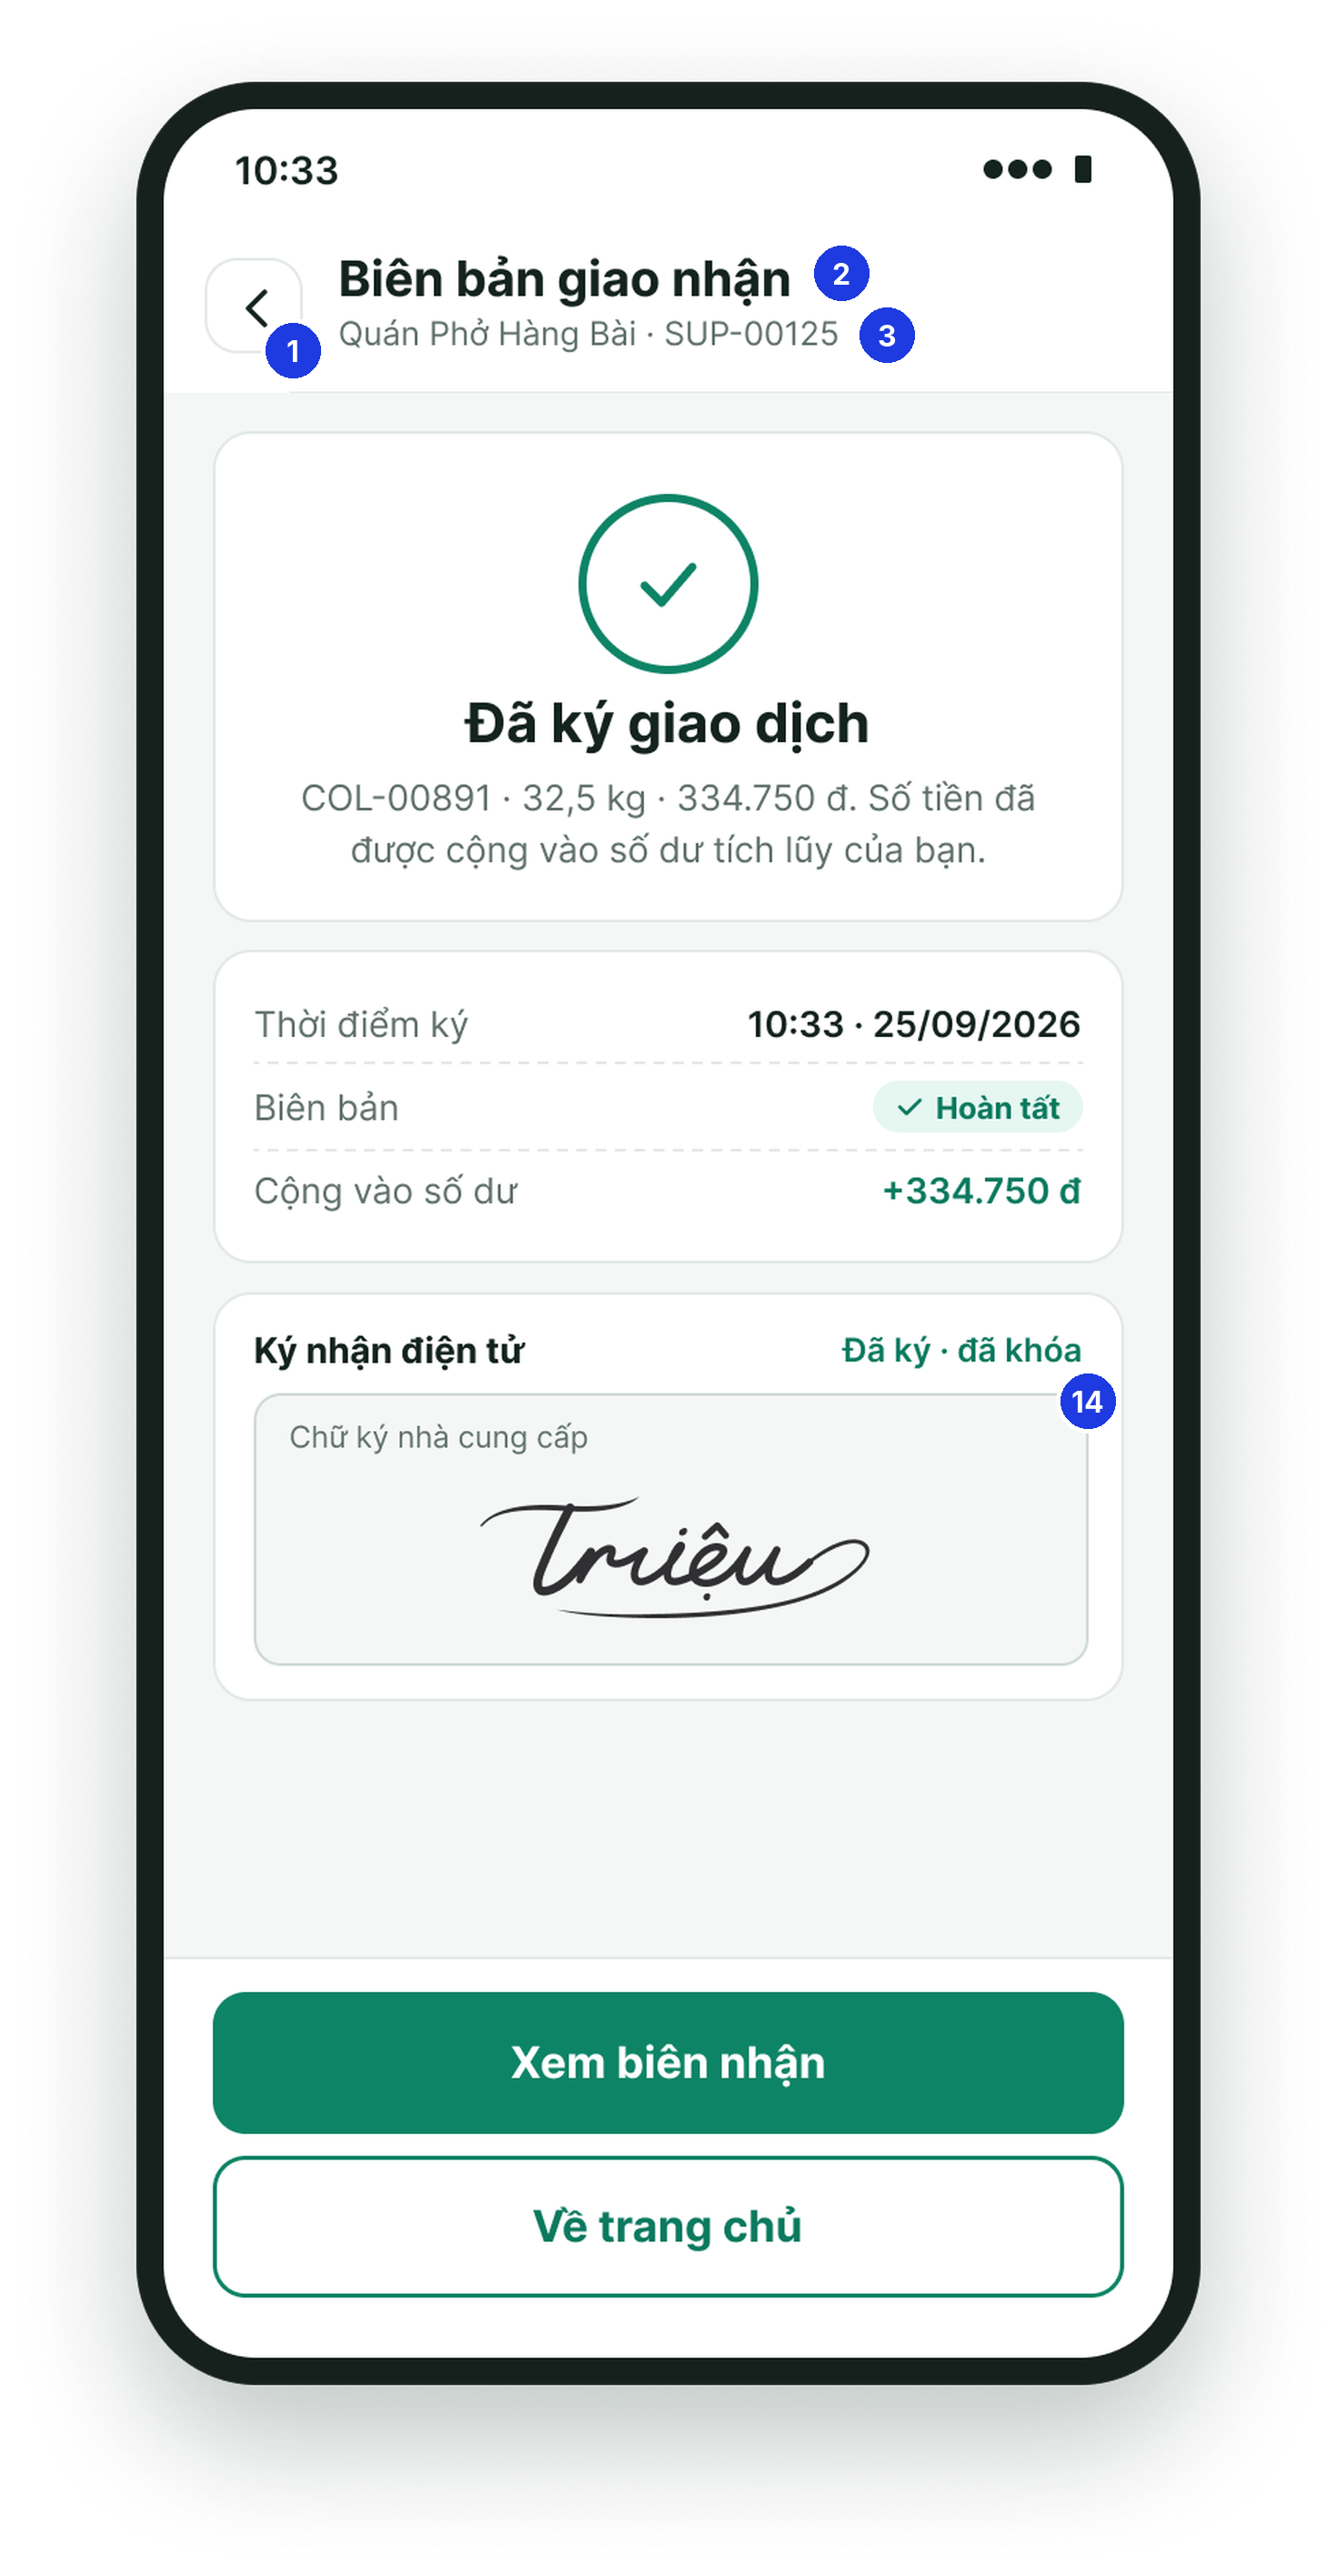 10:33
Biên bản giao nhận 2
Quán Phở Hàng Bài · SUP-00125 3
1
Đã ký giao dịch
COL-00891 · 32,5 kg · 334.750 đ. Số tiền đã
được cộng vào số dư tích lũy của bạn.
Thời điểm ký 10:33 · 25/09/2026
Biên bản Hoàn tất
Cộng vào số dư +334.750 đ
Ký nhận điện tử Đã ký · đã khóa
14
Chữ ký nhà cung cấp
Triệu
Xem biên nhận
Về trang chủ